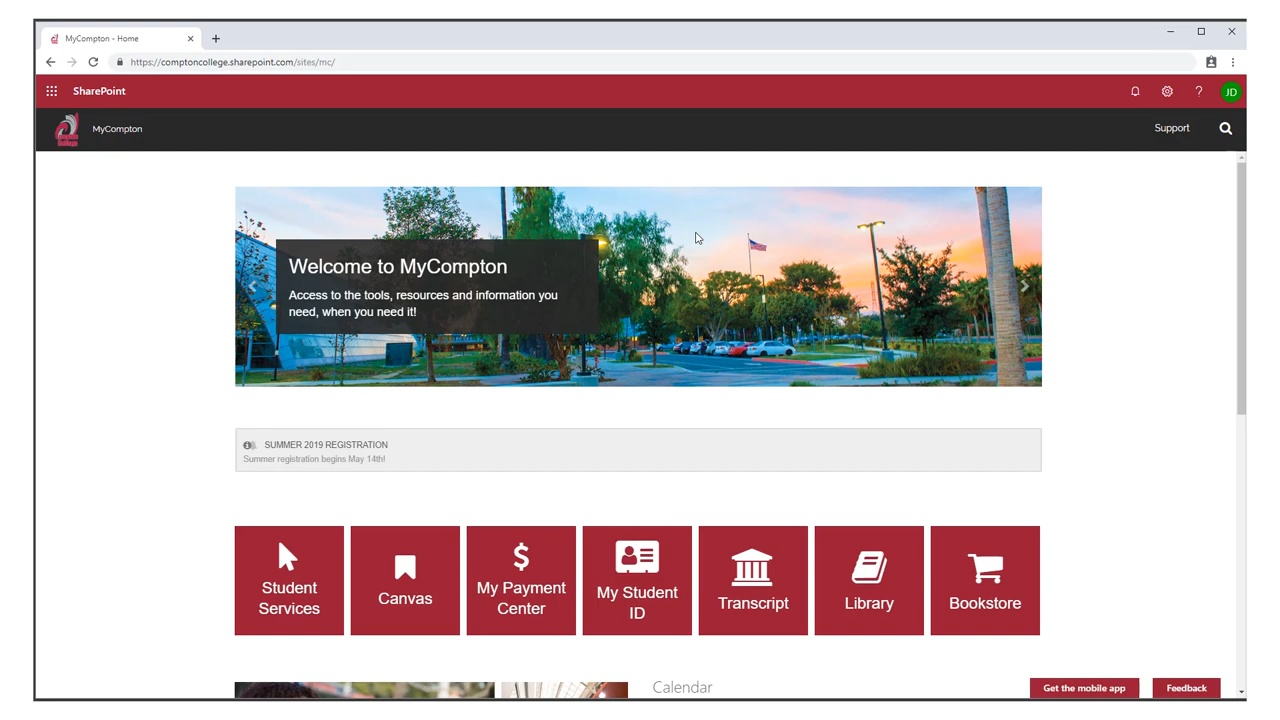 MyCompton - Home
https://comptoncollege.sharepoint.com/sites/mc/
SharePoint
JD
MyCompton
Support
Welcome to MyCompton
Access to the tools, resources and information you
need, when you need it!
SUMMER 2019 REGISTRATION
Summer registration begins May 14th!
Student
Services
Canvas
My Payment
Center
My Student
ID
Transcript
Library
Bookstore
Calendar
Get the mobile app
Feedback